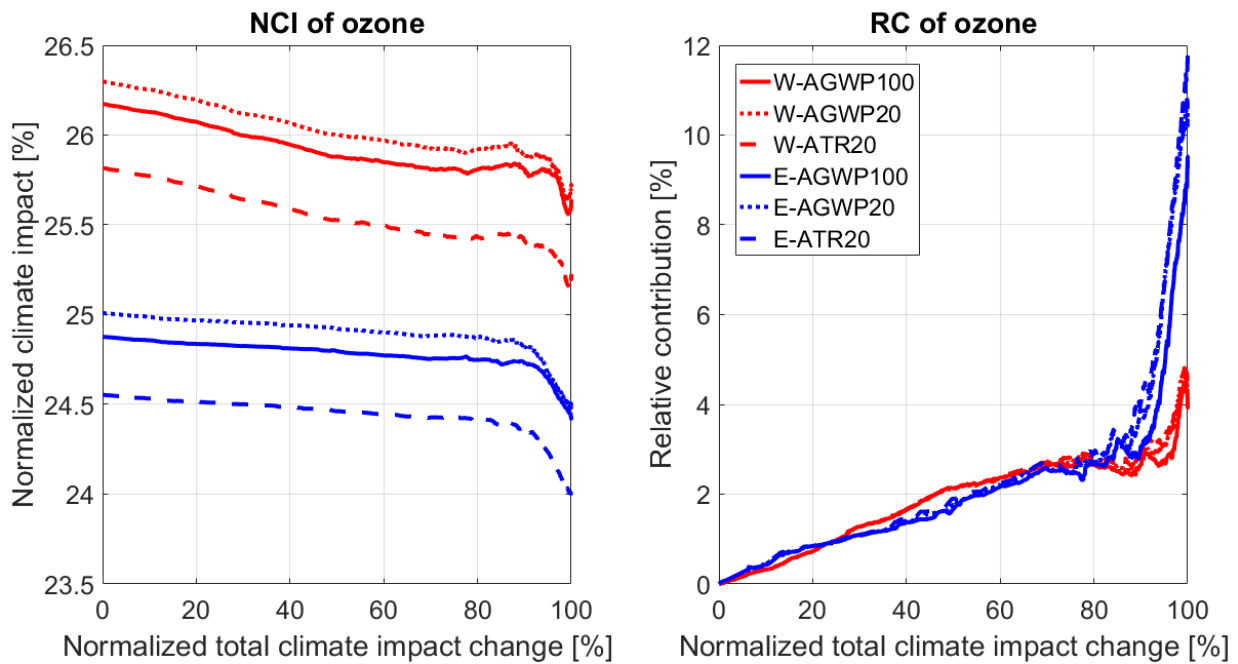 NCI of ozone
26.5
26
25.5
25
24.5
24
23.5
Normalized climate impact [%]
0 20 40 60 80 100
Normalized total climate impact change [%]
RC of ozone
12
10
8
6
4
2
0
Relative contribution [%]
W-AGWP100
W-AGWP20
W-ATR20
E-AGWP100
E-AGWP20
E-ATR20
0 20 40 60 80 100
Normalized total climate impact change [%]